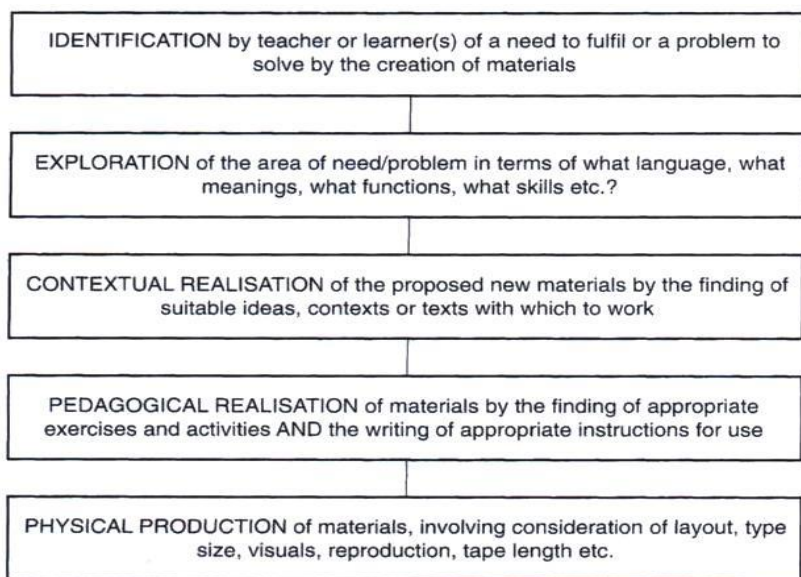 IDENTIFICATION by teacher or learner(s) of a need to fulfil or a problem to
solve by the creation of materials
EXPLORATION of the area of need/problem in terms of what language, what
meanings, what functions, what skills etc.?
CONTEXTUAL REALISATION of the proposed new materials by the finding of
suitable ideas, contexts or texts with which to work
PEDAGOGICAL REALISATION of materials by the finding of appropriate
exercises and activities AND the writing of appropriate instructions for use
PHYSICAL PRODUCTION of materials, involving consideration of layout, type
size, visuals, reproduction, tape length etc.